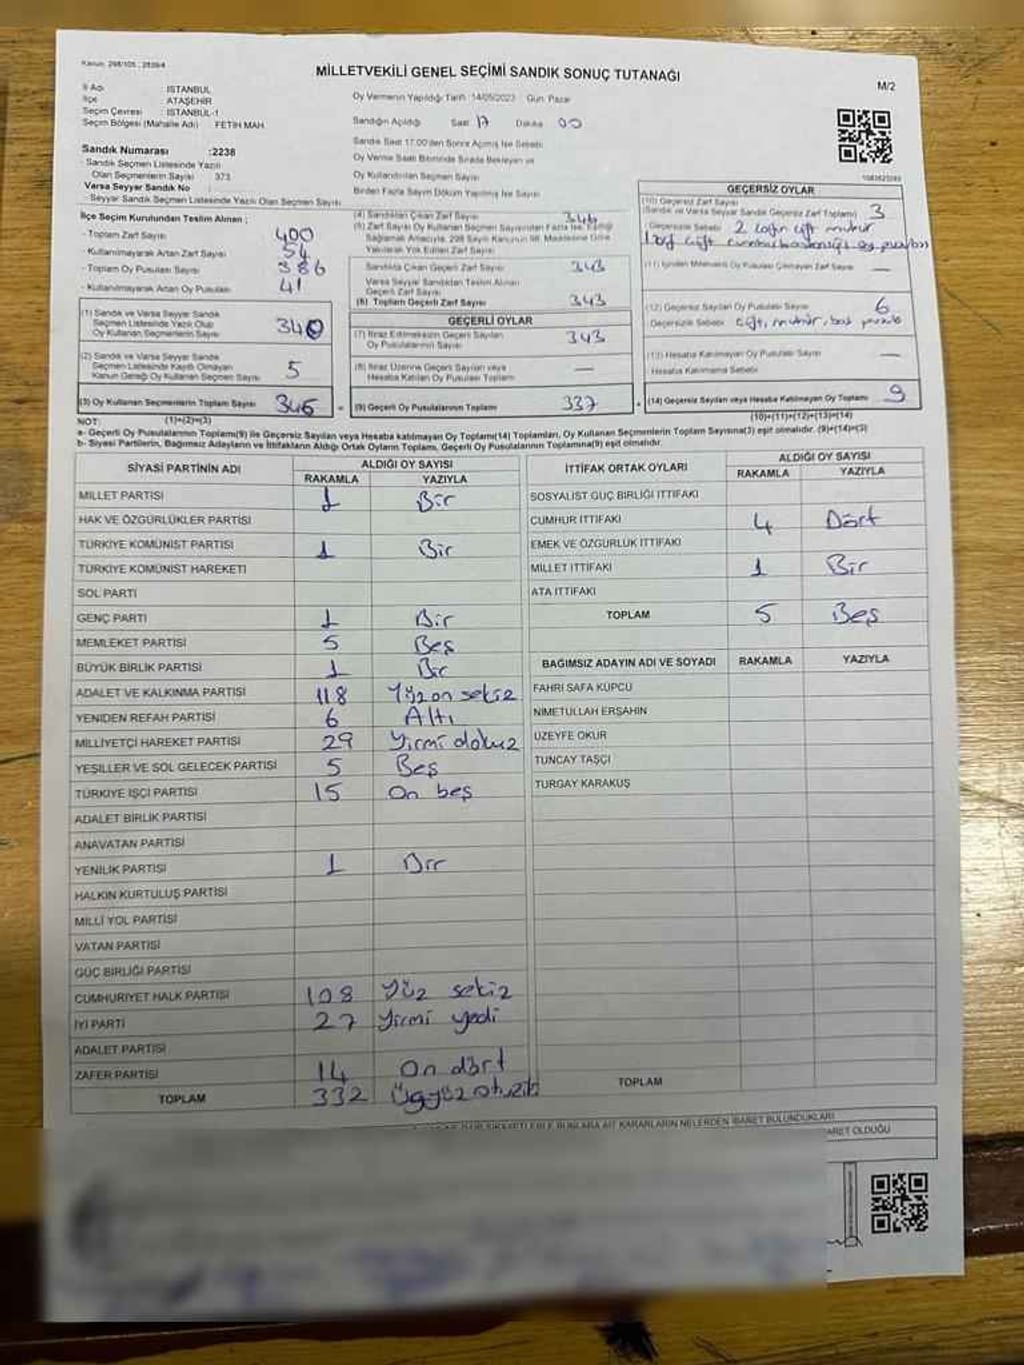 Kanun: 298/105 ; 2839/4
MİLLETVEKİLİ GENEL SEÇİMİ SANDIK SONUÇ TUTANAĞI
M/2
İl Adı : İSTANBUL
İlçe : ATAŞEHİR
Seçim Çevresi : İSTANBUL-1
Seçim Bölgesi (Mahalle Adı) : FETİH MAH.
Sandık Numarası :2238
Sandık Seçmen Listesinde Yazılı
Olan Seçmenlerin Sayısı : 373
Varsa Seyyar Sandık No :
- Seyyar Sandık Seçmen Listesinde Yazılı Olan Seçmen Sayısı
Oy Vermenin Yapıldığı Tarih: 14/05/2023 Gün: Pazar
Sandığın Açıldığı Saat 17 Dakika 00
Sandık Saat 17.00'den Sonra Açılmış İse Sebebi
Oy Verme Saati Bitiminde Sırada Bekleyen ve
Oy Kullandırılan Seçmen Sayısı
Birden Fazla Sayım Döküm Yapılmış İse Sayısı
İlçe Seçim Kurulundan Teslim Alınan ;
- Toplam Zarf Sayısı 400
- Kullanılmayarak Artan Zarf Sayısı 54
- Toplam Oy Pusulası Sayısı 386
- Kullanılmayarak Artan Oy Pusulası 41
(1) Sandık ve Varsa Seyyar Sandık
Seçmen Listesinde Yazılı Olup
Oy Kullanan Seçmenlerin Sayısı 340
(2) Sandık ve Varsa Seyyar Sandık
Seçmen Listesinde Kayıtlı Olmayan
Kanun Gereği Oy Kullanan Seçmen Sayısı 5
(3) Oy Kullanan Seçmenlerin Toplam Sayısı 346
(1)+(2)=(3)
(4) Sandıktan Çıkan Zarf Sayısı 346
(5) Zarf Sayısı Oy Kullanan Seçmen Sayısından Fazla İse, Eşitliği
Sağlamak Amacıyla, 298 Sayılı Kanunun 98. Maddesine Göre
Yakılarak Yok Edilen Zarf Sayısı
Sandıkta Çıkan Geçerli Zarf Sayısı 343
Varsa Seyyar Sandıktan Teslim Alınan
Geçerli Zarf Sayısı
(6) Toplam Geçerli Zarf Sayısı 343
GEÇERLİ OYLAR
(7) İtiraz Edilmeksizin Geçerli Sayılan
Oy Pusulalarının Sayısı 343
(8) İtiraz Üzerine Geçerli Sayılan veya
Hesaba Katılan Oy Pusulası Toplamı —
(9) Geçerli Oy Pusulalarının Toplamı 337
GEÇERSİZ OYLAR
(10) Geçersiz Zarf Sayısı
(Sandık ve Varsa Seyyar Sandık Geçersiz Zarf Toplamı) 3
Geçersizlik Sebebi 2 çift mühür
(11) İçinden Milletvekili Oy Pusulası Çıkmayan Zarf Sayısı —
(12) Geçersiz Sayılan Oy Pusulası Sayısı 6
Geçersizlik Sebebi çift, mühür, boş pusula
(13) Hesaba Katılmayan Oy Pusulası Sayısı —
Hesaba Katılmama Sebebi
(14) Geçersiz Sayılan veya Hesaba Katılmayan Oy Toplamı 9
(10)+(11)+(12)+(13)=(14)
NOT:
a- Geçerli Oy Pusulalarının Toplamı(9) ile Geçersiz Sayılan veya Hesaba katılmayan Oy Toplamı(14) Toplamları, Oy Kullanan Seçmenlerin Toplam Sayısına(3) eşit olmalıdır. (9)+(14)=(3)
b- Siyasi Partilerin, Bağımsız Adayların ve İttifakların Aldığı Ortak Oyların Toplamı, Geçerli Oy Pusulalarının Toplamına(9) eşit olmalıdır.
SİYASİ PARTİNİN ADI ALDIĞI OY SAYISI
RAKAMLA YAZIYLA
MİLLET PARTİSİ 1 Bir
HAK VE ÖZGÜRLÜKLER PARTİSİ
TÜRKİYE KOMÜNİST PARTİSİ 1 Bir
TÜRKİYE KOMÜNİST HAREKETİ
SOL PARTİ
GENÇ PARTİ 1 Bir
MEMLEKET PARTİSİ 5 Beş
BÜYÜK BİRLİK PARTİSİ 1 Bir
ADALET VE KALKINMA PARTİSİ 118 Yüzon sekiz
YENİDEN REFAH PARTİSİ 6 Altı
MİLLİYETÇİ HAREKET PARTİSİ 29 Yirmi dokuz
YEŞİLLER VE SOL GELECEK PARTİSİ 5 Beş
TÜRKİYE İŞÇİ PARTİSİ 15 On beş
ADALET BİRLİK PARTİSİ
ANAVATAN PARTİSİ
YENİLİK PARTİSİ 1 Bir
HALKIN KURTULUŞ PARTİSİ
MİLLİ YOL PARTİSİ
VATAN PARTİSİ
GÜÇ BİRLİĞİ PARTİSİ
CUMHURİYET HALK PARTİSİ 108 Yüz sekiz
İYİ PARTİ 27 Yirmi yedi
ADALET PARTİSİ
ZAFER PARTİSİ 14 On dört
TOPLAM 332
İTTİFAK ORTAK OYLARI ALDIĞI OY SAYISI
RAKAMLA YAZIYLA
SOSYALİST GÜÇ BİRLİĞİ İTTİFAKI
CUMHUR İTTİFAKI 4 Dört
EMEK VE ÖZGÜRLÜK İTTİFAKI
MİLLET İTTİFAKI 1 Bir
ATA İTTİFAKI
TOPLAM 5 Beş
BAĞIMSIZ ADAYIN ADI VE SOYADI RAKAMLA YAZIYLA
FAHRİ SAFA KÜPCÜ
NİMETULLAH ERŞAHİN
ÜZEYFE OKUR
TUNCAY TAŞÇI
TURGAY KARAKUŞ
TOPLAM
KARARLARIN NELERDEN İBARET BULUNDUKLARI
OLDUĞU